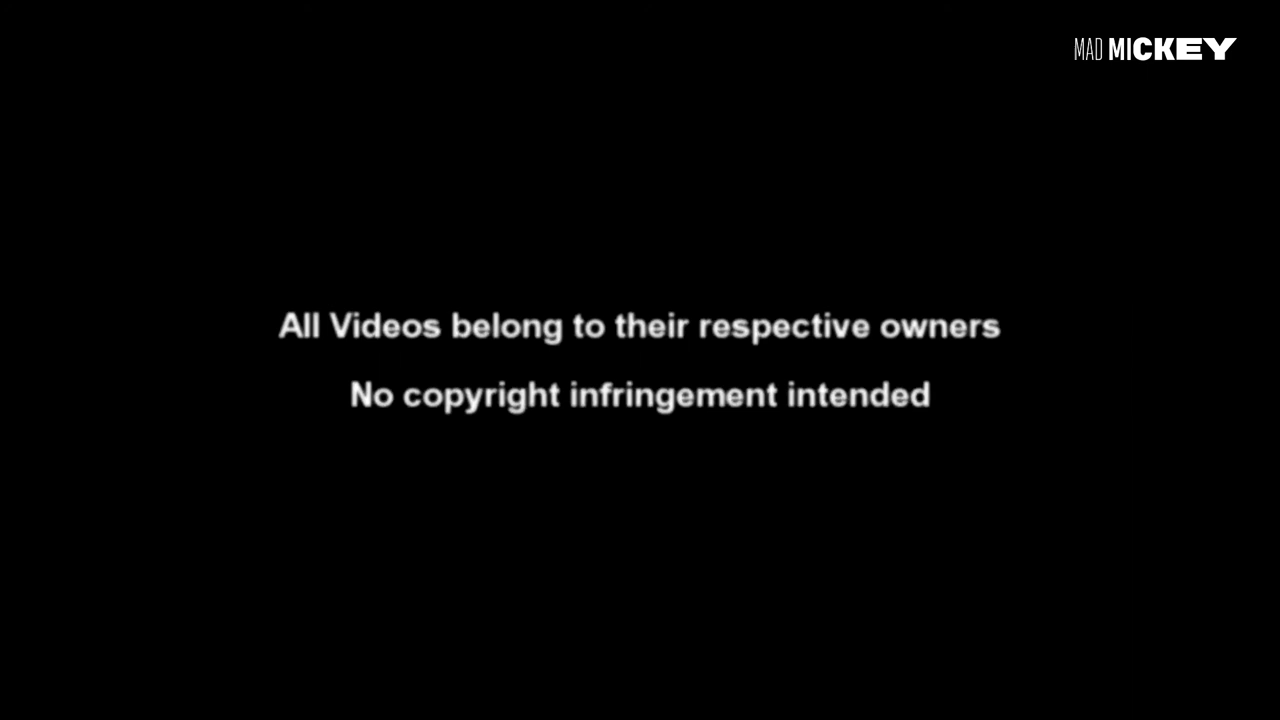 MAD MICKEY
All Videos belong to their respective owners
No copyright infringement intended